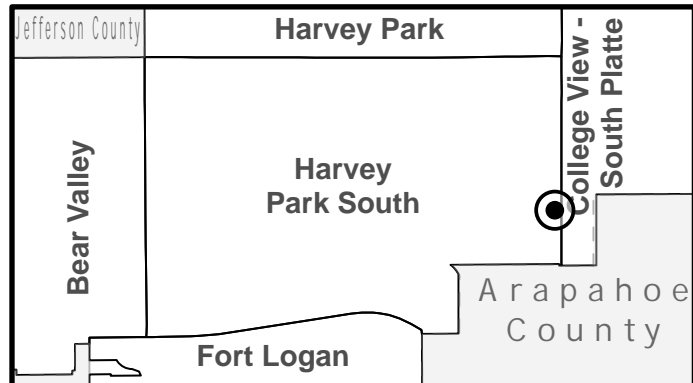 Jefferson County
Harvey Park
College View -
South Platte
Harvey
Park South
Bear Valley
Arapahoe
County
Fort Logan